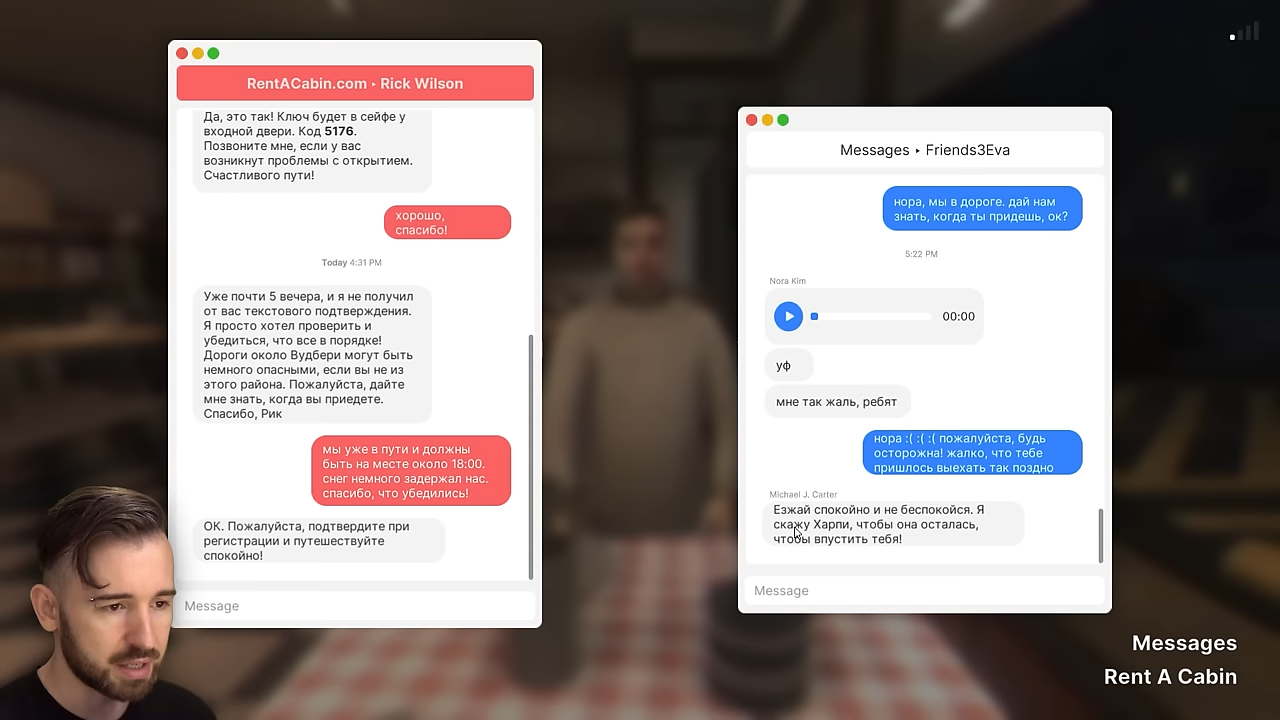 RentACabin.com ▸ Rick Wilson
Да, это так! Ключ будет в сейфе у
входной двери. Код 5176.
Позвоните мне, если у вас
возникнут проблемы с открытием.
Счастливого пути!
хорошо,
спасибо!
Today 4:31 PM
Уже почти 5 вечера, и я не получил
от вас текстового подтверждения.
Я просто хотел проверить и
убедиться, что все в порядке!
Дороги около Вудбери могут быть
немного опасными, если вы не из
этого района. Пожалуйста, дайте
мне знать, когда вы приедете.
Спасибо, Рик
мы уже в пути и должны
быть на месте около 18:00.
снег немного задержал нас.
спасибо, что убедились!
ОК. Пожалуйста, подтвердите при
регистрации и путешествуйте
спокойно!
Message
Messages ▸ Friends3Eva
нора, мы в дороге. дай нам
знать, когда ты придешь, ок?
5:22 PM
Nora Kim
00:00
уф
мне так жаль, ребят
нора :( :( :( пожалуйста, будь
осторожна! жалко, что тебе
пришлось выехать так поздно
Michael J. Carter
Езжай спокойно и не беспокойся. Я
скажу Харпи, чтобы она осталась,
чтобы впустить тебя!
Message
Messages
Rent A Cabin